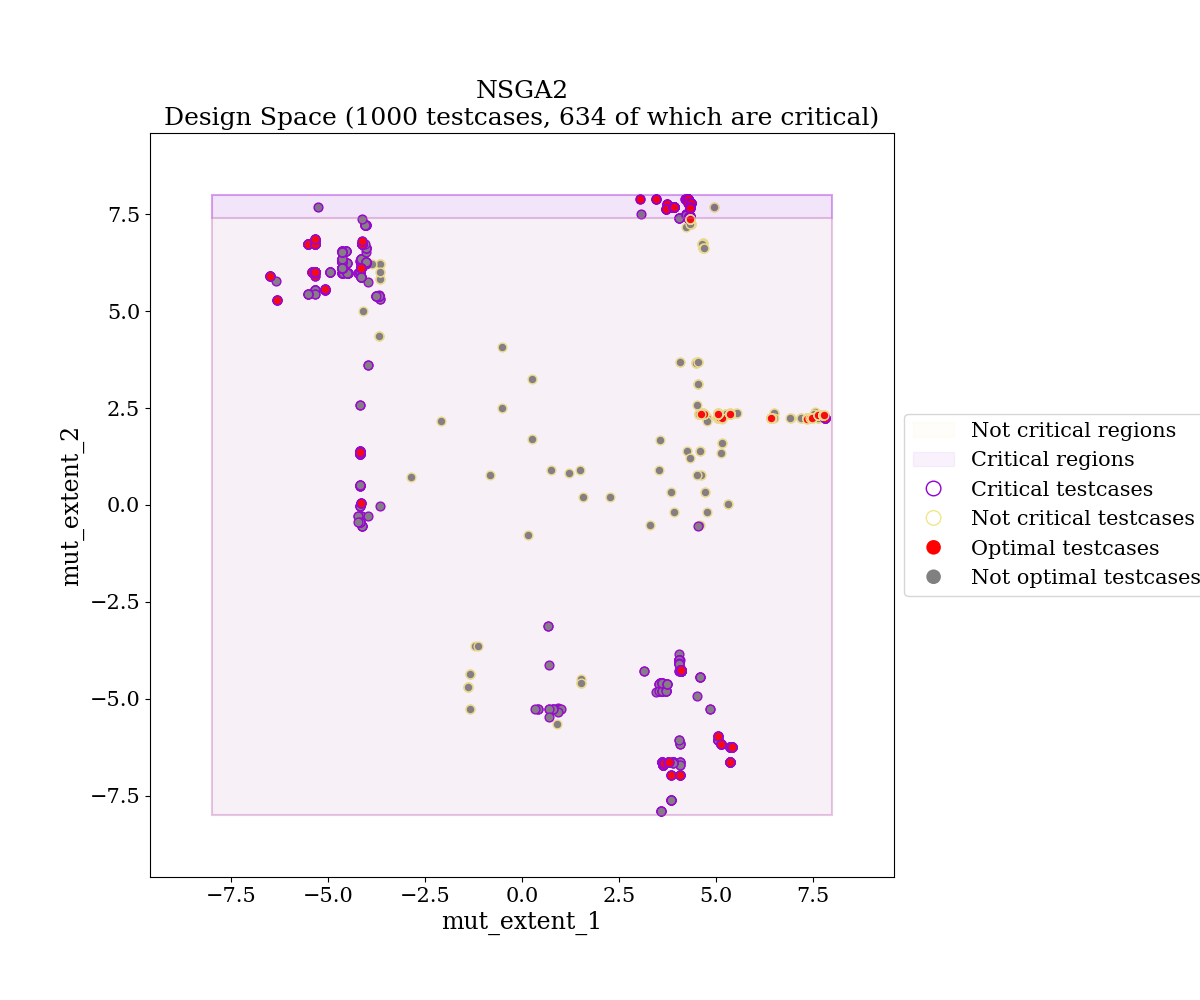 NSGA2
Design Space (1000 testcases, 634 of which are critical)
7.5
5.0
2.5
0.0
−2.5
−5.0
−7.5
mut_extent_2
−7.5 −5.0 −2.5 0.0 2.5 5.0 7.5
mut_extent_1
Not critical regions
Critical regions
Critical testcases
Not critical testcases
Optimal testcases
Not optimal testcases